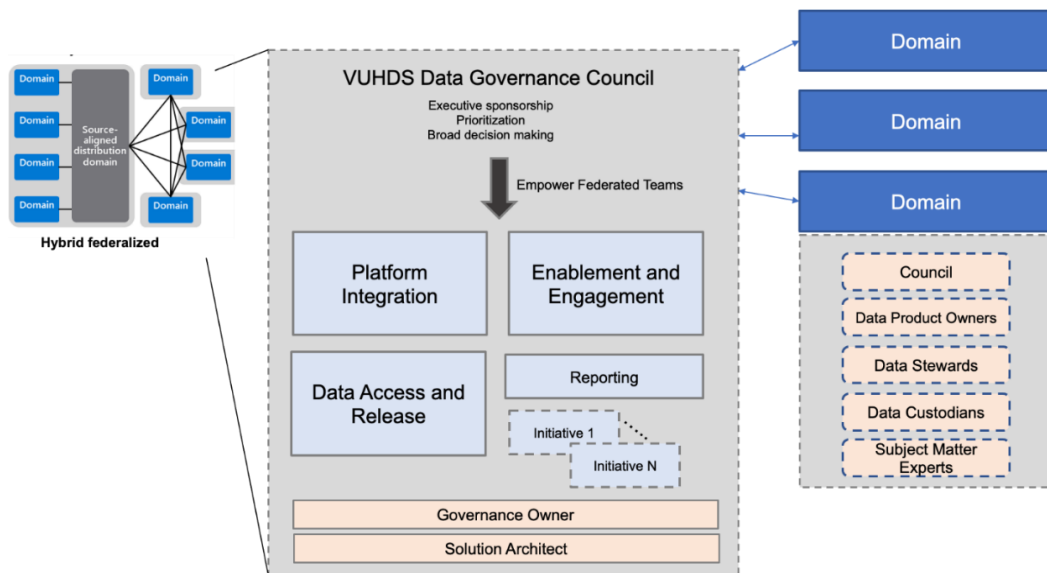 Domain
Domain
Domain
Domain
Source-
aligned
distribution
domain
Domain
Domain
Domain
Domain
Hybrid federalized
VUHDS Data Governance Council
Executive sponsorship
Prioritization
Broad decision making
Empower Federated Teams
Platform
Integration
Enablement and
Engagement
Data Access and
Release
Reporting
Initiative 1
Initiative N
Governance Owner
Solution Architect
Domain
Domain
Domain
Council
Data Product Owners
Data Stewards
Data Custodians
Subject Matter
Experts